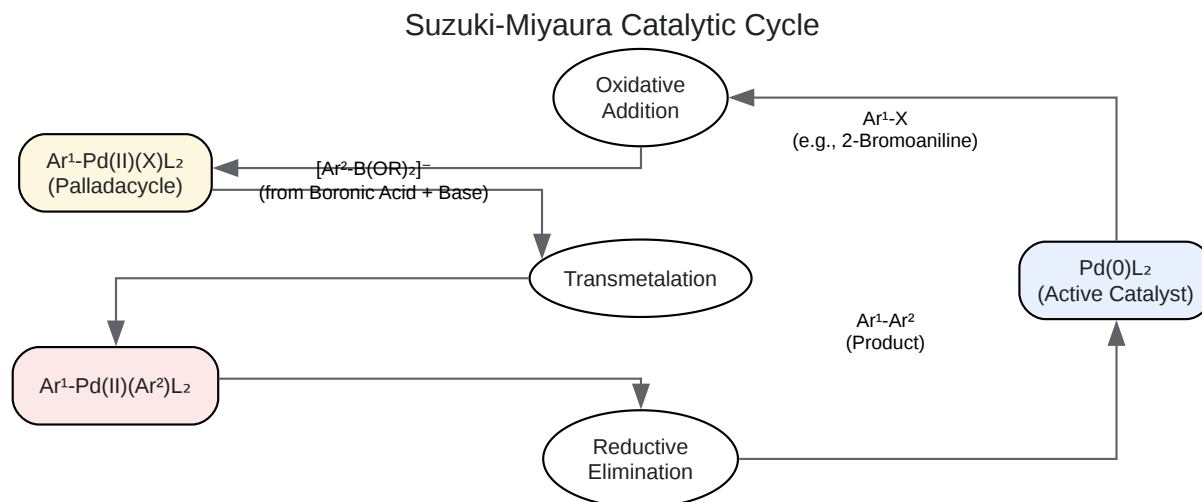 Suzuki-Miyaura Catalytic Cycle
Oxidative
Addition
Ar¹-X
(e.g., 2-Bromoaniline)
Ar¹-Pd(II)(X)L₂
(Palladacycle)
[Ar²-B(OR)₂]⁻
(from Boronic Acid + Base)
Transmetalation
Pd(0)L₂
(Active Catalyst)
Ar¹-Ar²
(Product)
Ar¹-Pd(II)(Ar²)L₂
Reductive
Elimination